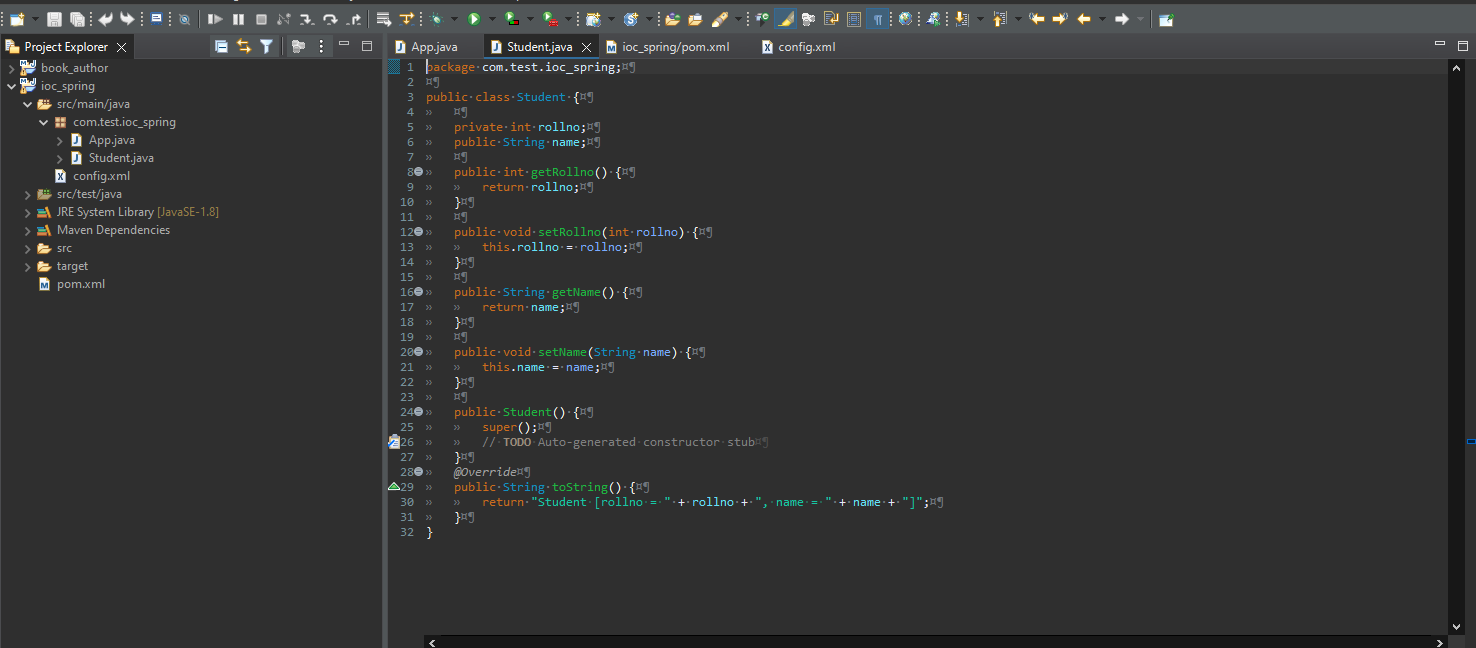 Project Explorer
book_author
ioc_spring
src/main/java
com.test.ioc_spring
App.java
Student.java
config.xml
src/test/java
JRE System Library [JavaSE-1.8]
Maven Dependencies
src
target
pom.xml
App.java Student.java ioc_spring/pom.xml config.xml
1 package·com.test.ioc_spring;¤¶
2 ¤¶
3 public·class·Student·{¤¶
4 » ¤¶
5 » private·int·rollno;¤¶
6 » public·String·name;¤¶
7 » ¤¶
8 » public·int·getRollno()·{¤¶
9 » » return·rollno;¤¶
10 » }¤¶
11 » ¤¶
12 » public·void·setRollno(int·rollno)·{¤¶
13 » » this.rollno·=·rollno;¤¶
14 » }¤¶
15 » ¤¶
16 » public·String·getName()·{¤¶
17 » » return·name;¤¶
18 » }¤¶
19 » ¤¶
20 » public·void·setName(String·name)·{¤¶
21 » » this.name·=·name;¤¶
22 » }¤¶
23 » ¤¶
24 » public·Student()·{¤¶
25 » » super();¤¶
26 » » //·TODO·Auto-generated·constructor·stub¤¶
27 » }¤¶
28 » @Override¤¶
29 » public·String·toString()·{¤¶
30 » » return·"Student·[rollno·=·"·+·rollno·+·",·name·=·"·+·name·+·"]";¤¶
31 » }¤¶
32 }